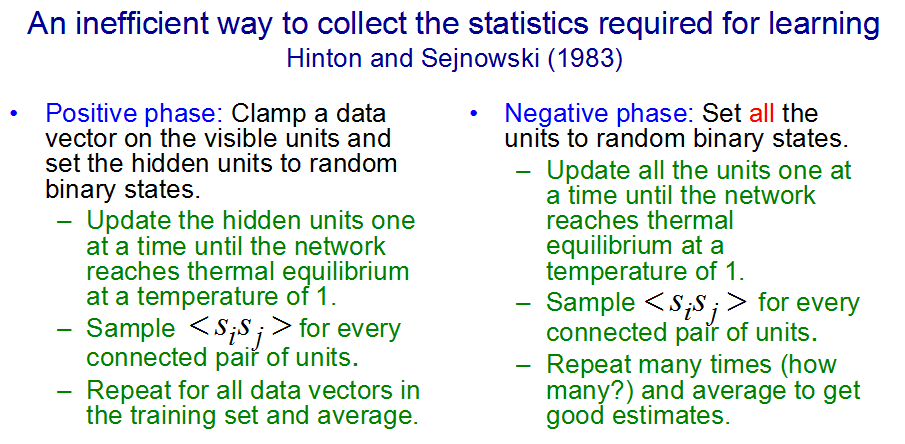 An inefficient way to collect the statistics required for learning
Hinton and Sejnowski (1983)
• Positive phase: Clamp a data
vector on the visible units and
set the hidden units to random
binary states.
– Update the hidden units one
at a time until the network
reaches thermal equilibrium
at a temperature of 1.
– Sample <s_i s_j> for every
connected pair of units.
– Repeat for all data vectors in
the training set and average.
• Negative phase: Set all the
units to random binary states.
– Update all the units one at
a time until the network
reaches thermal
equilibrium at a
temperature of 1.
– Sample <s_i s_j> for every
connected pair of units.
– Repeat many times (how
many?) and average to get
good estimates.